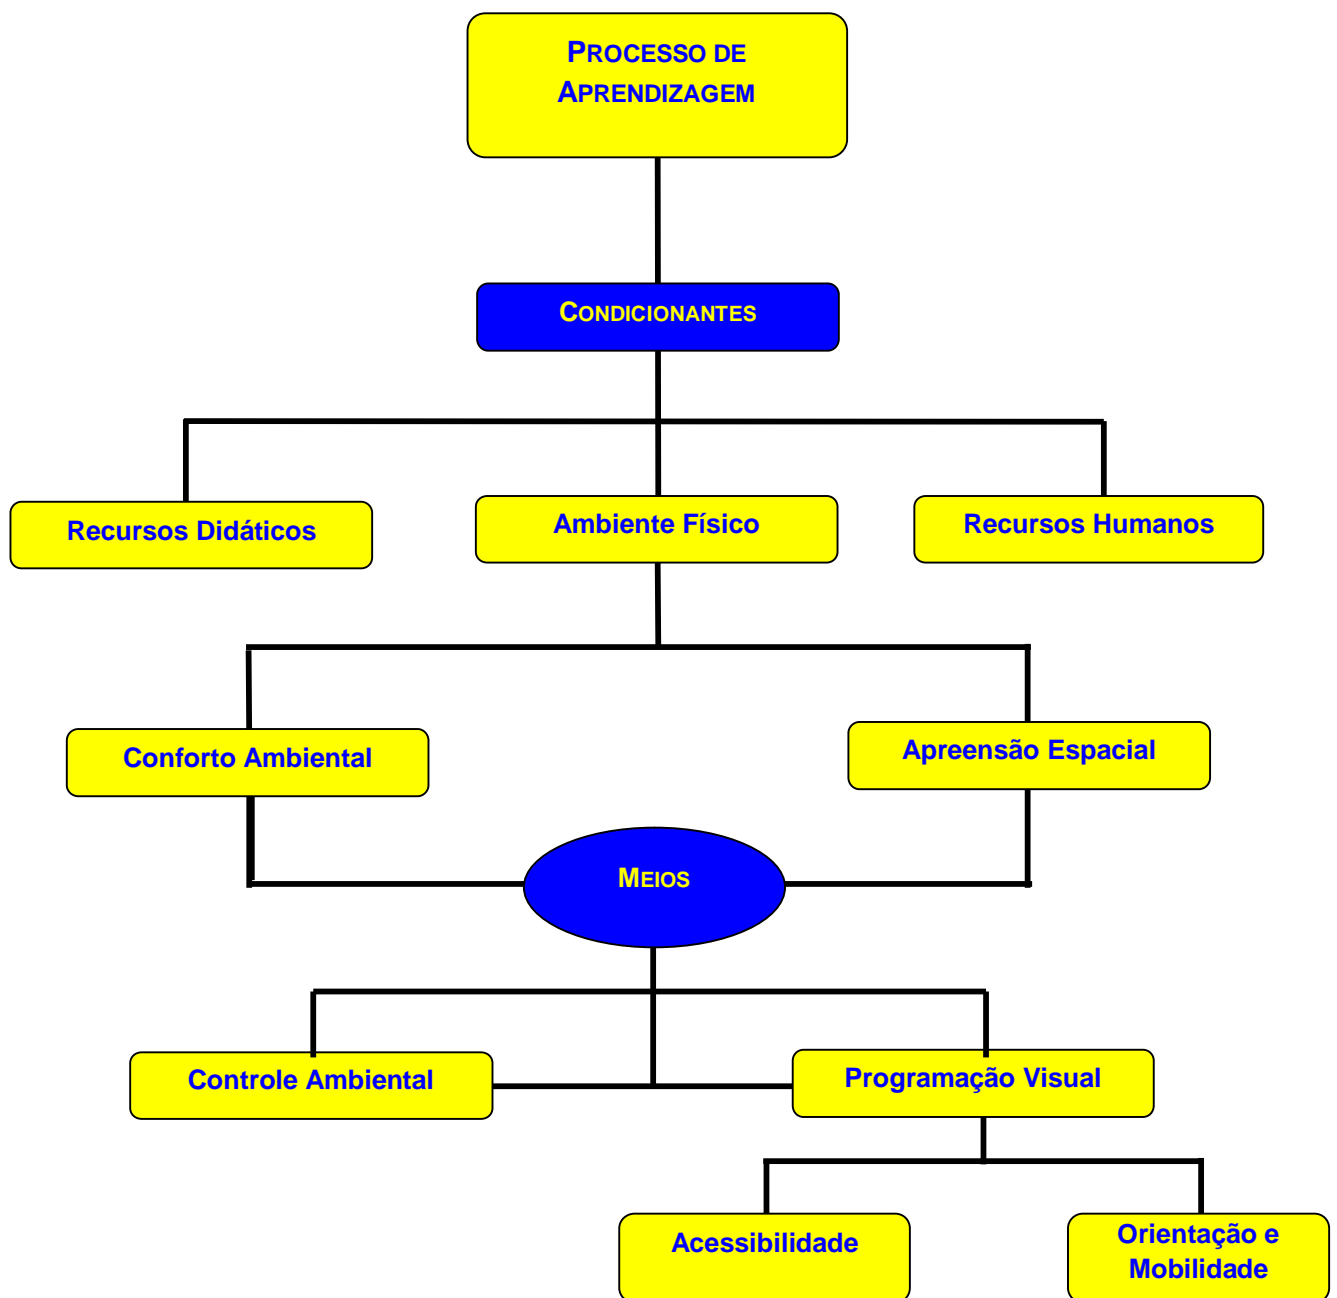 PROCESSO DE
APRENDIZAGEM
CONDICIONANTES
Recursos Didáticos
Ambiente Físico
Recursos Humanos
Conforto Ambiental
Apreensão Espacial
MEIOS
Controle Ambiental
Programação Visual
Acessibilidade
Orientação e
Mobilidade